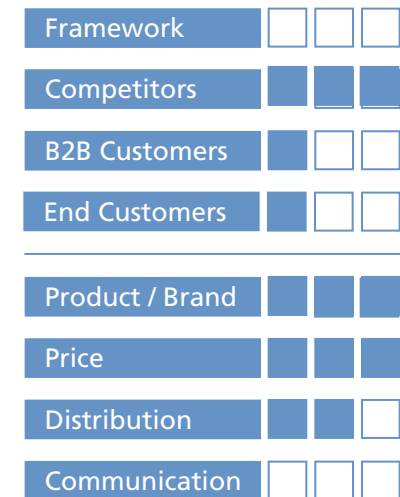 Framework
Competitors
B2B Customers
End Customers
Product / Brand
Price
Distribution
Communication